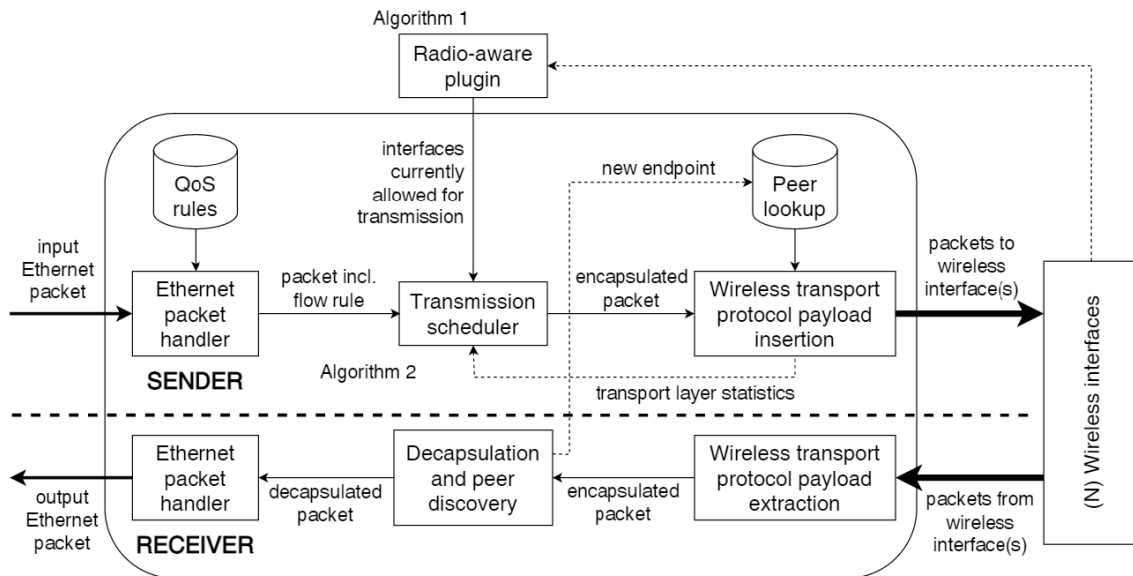 Algorithm 1
Radio-aware
plugin
QoS
rules
interfaces
currently
allowed for
transmission
new endpoint
Peer
lookup
input
Ethernet
packet
Ethernet
packet
handler
packet incl.
flow rule
Transmission
scheduler
encapsulated
packet
Wireless transport
protocol payload
insertion
packets to
wireless
interface(s)
SENDER
Algorithm 2
transport layer statistics
(N) Wireless interfaces
output
Ethernet
packet
Ethernet
packet
handler
decapsulated
packet
Decapsulation
and peer
discovery
encapsulated
packet
Wireless transport
protocol payload
extraction
packets from
wireless
interface(s)
RECEIVER